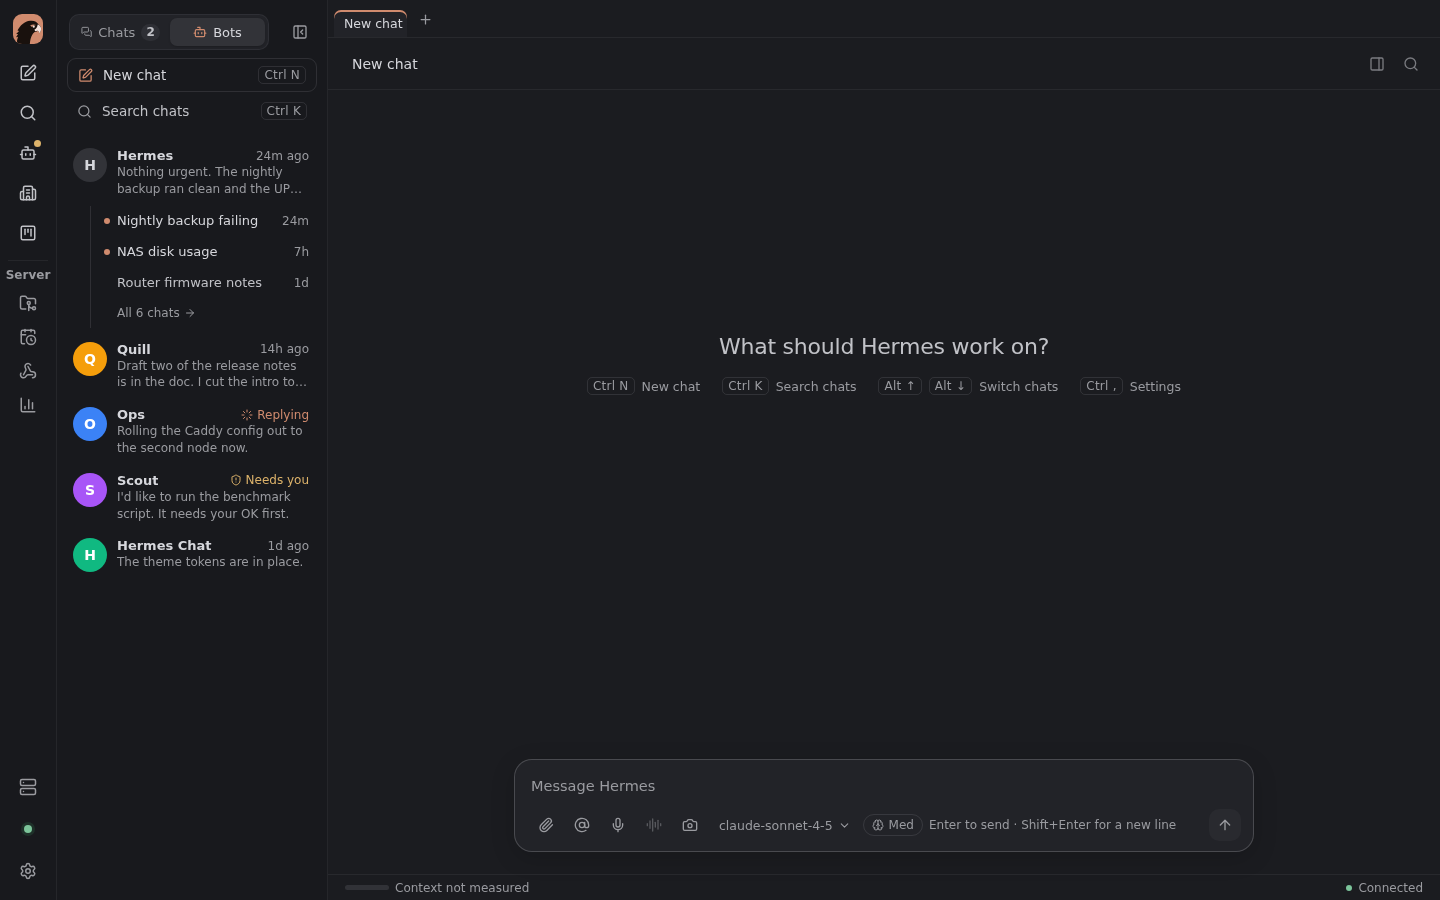 Chats 2
Bots
New chat
Ctrl N
Search chats
Ctrl K
Server
H
Hermes
24m ago
Nothing urgent. The nightly
backup ran clean and the UP…
Nightly backup failing
24m
NAS disk usage
7h
Router firmware notes
1d
All 6 chats →
Q
Quill
14h ago
Draft two of the release notes
is in the doc. I cut the intro to…
O
Ops
Replying
Rolling the Caddy config out to
the second node now.
S
Scout
Needs you
I'd like to run the benchmark
script. It needs your OK first.
H
Hermes Chat
1d ago
The theme tokens are in place.
New chat
New chat
What should Hermes work on?
Ctrl N New chat Ctrl K Search chats Alt ↑ Alt ↓ Switch chats Ctrl , Settings
Message Hermes
claude-sonnet-4-5
Med
Enter to send · Shift+Enter for a new line
Context not measured
Connected